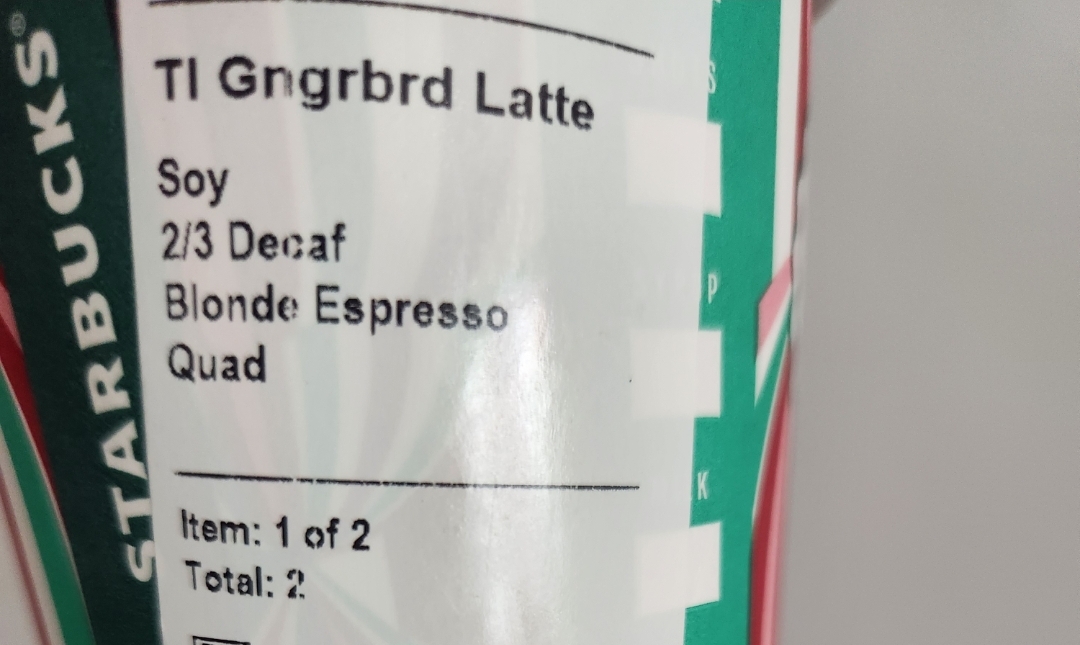 STARBUCKS®
Tl Gngrbrd Latte
Soy
2/3 Decaf
Blonde Espresso
Quad
Item: 1 of 2
Total: 2
S
P
K